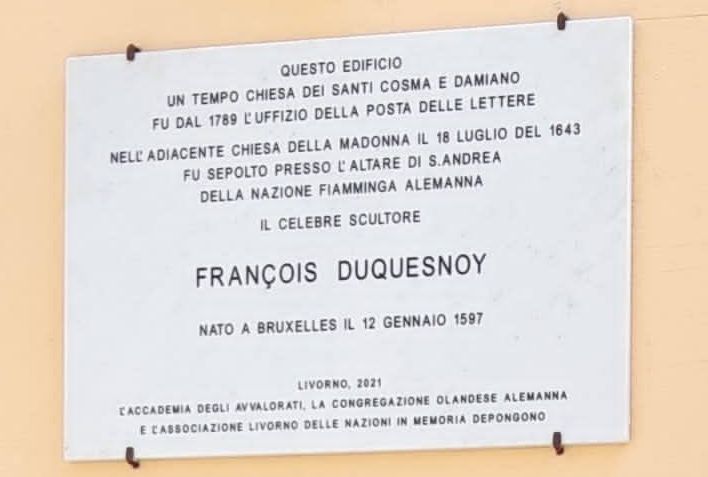 QUESTO EDIFICIO
UN TEMPO CHIESA DEI SANTI COSMA E DAMIANO
FU DAL 1789 L'UFFIZIO DELLA POSTA DELLE LETTERE
NELL'ADIACENTE CHIESA DELLA MADONNA IL 18 LUGLIO DEL 1643
FU SEPOLTO PRESSO L'ALTARE DI S.ANDREA
DELLA NAZIONE FIAMMINGA ALEMANNA
IL CELEBRE SCULTORE
FRANÇOIS DUQUESNOY
NATO A BRUXELLES IL 12 GENNAIO 1597
LIVORNO, 2021
L'ACCADEMIA DEGLI AVVALORATI, LA CONGREGAZIONE OLANDESE ALEMANNA
E L'ASSOCIAZIONE LIVORNO DELLE NAZIONI IN MEMORIA DEPONGONO